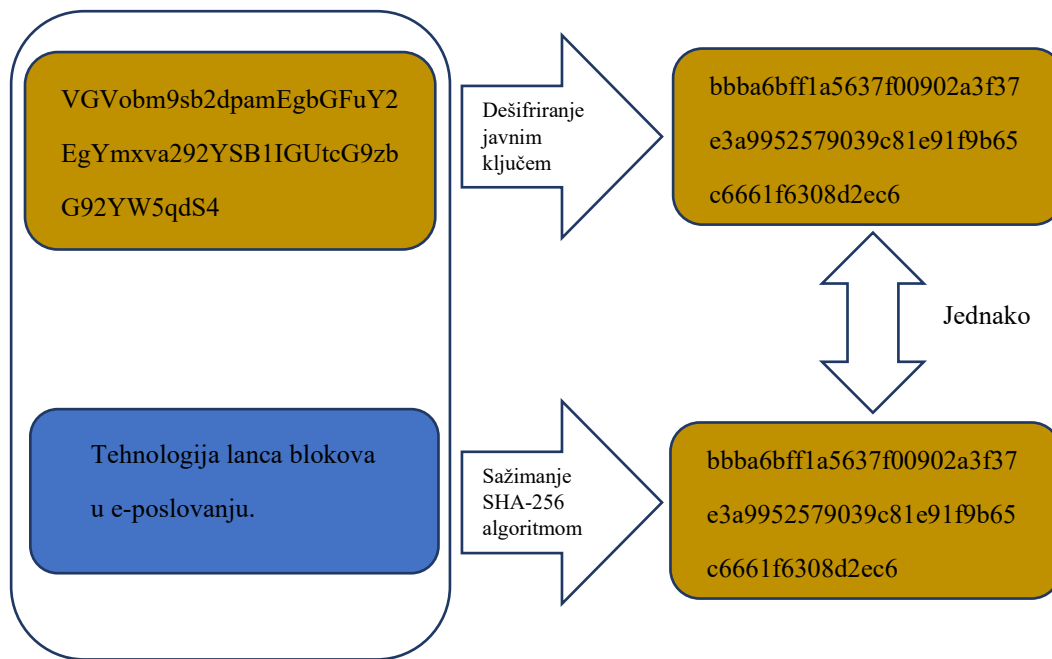 VGVobm9sb2dpamEgbGFuY2
EgYmxva292YSB1IGUtcG9zb
G92YW5qdS4
Dešifriranje
javnim
ključem
bbba6bff1a5637f00902a3f37
e3a9952579039c81e91f9b65
c6661f6308d2ec6
Jednako
Tehnologija lanca blokova
u e-poslovanju.
Sažimanje
SHA-256
algoritmom
bbba6bff1a5637f00902a3f37
e3a9952579039c81e91f9b65
c6661f6308d2ec6